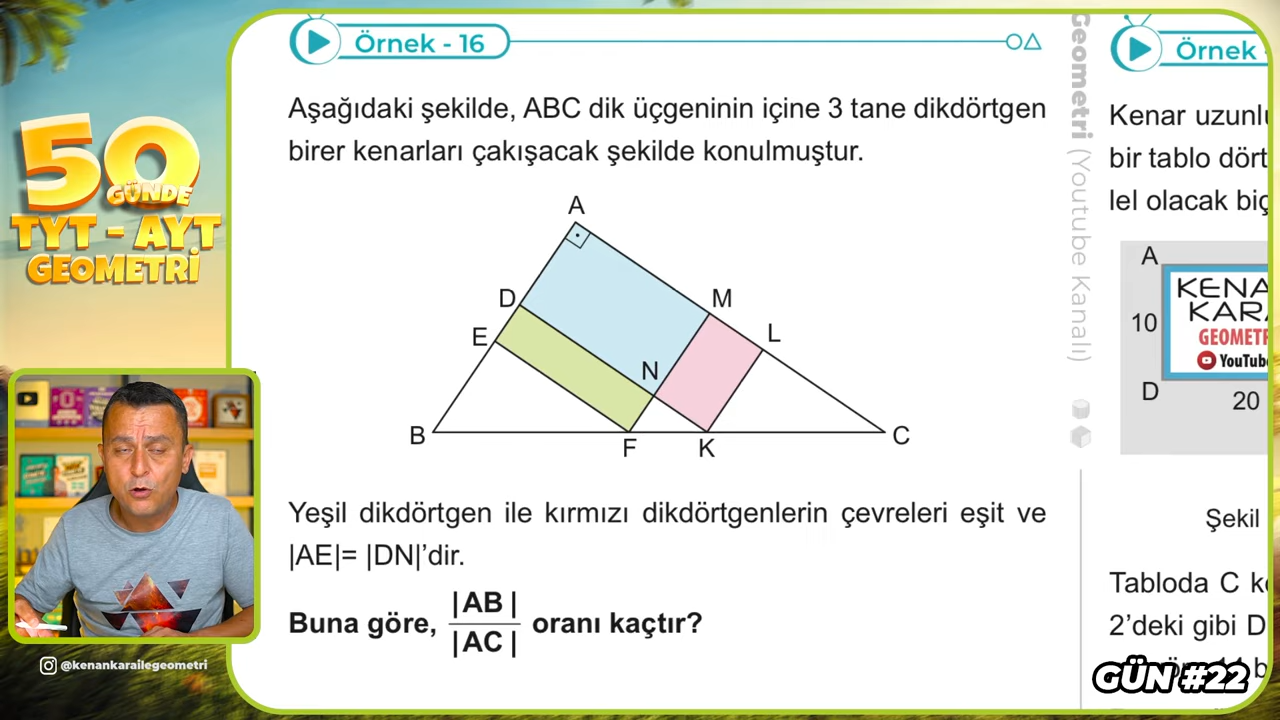 50
GÜNDE
TYT - AYT
GEOMETRİ
@kenankarailegeometri
Örnek - 16
Aşağıdaki şekilde, ABC dik üçgeninin içine 3 tane dikdörtgen
birer kenarları çakışacak şekilde konulmuştur.
A
D
M
E
L
N
B
F
K
C
Yeşil dikdörtgen ile kırmızı dikdörtgenlerin çevreleri eşit ve
|AE|= |DN|’dir.
Buna göre, |AB| / |AC| oranı kaçtır?
Geometri (Youtube Kanalı)
Örnek -
Kenar uzunlu
bir tablo dört
lel olacak biç
A
KENA
KARA
GEOMETR
YouTube
10
D
20
Şekil
Tabloda C k
2’deki gibi D
GÜN #22